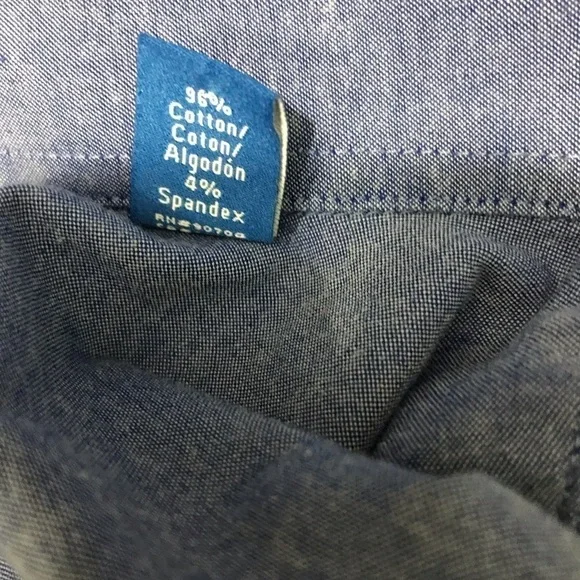 96%
Cotton/
Coton/
Algodón
4%
Spandex